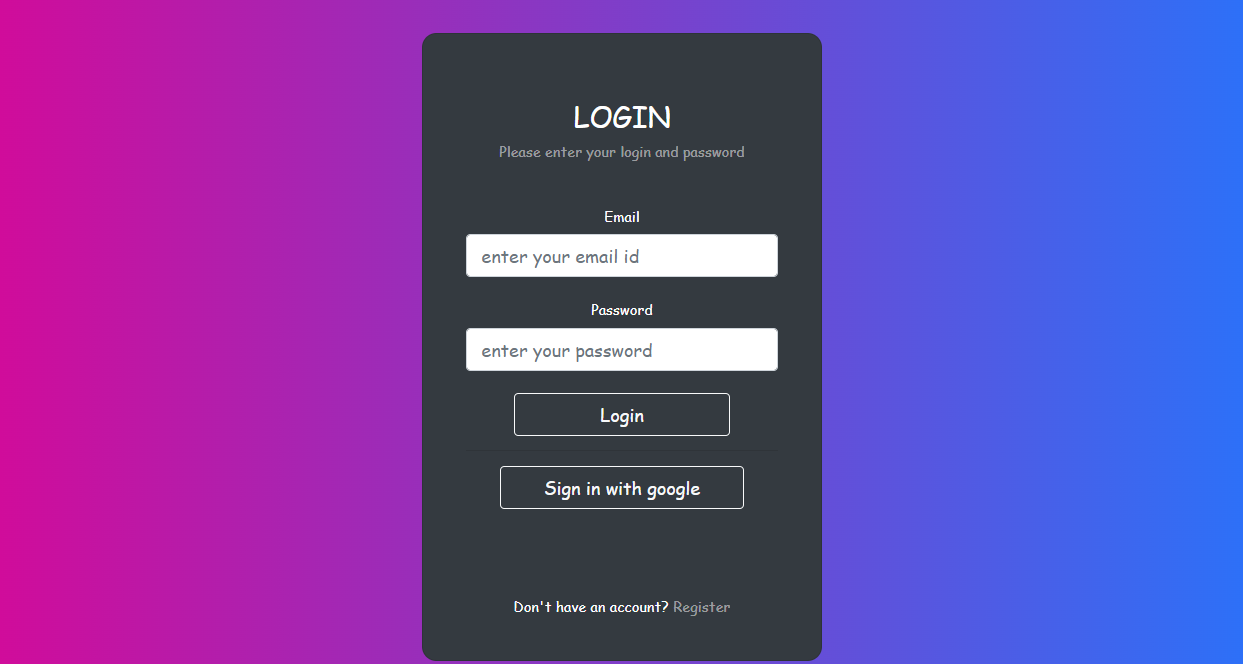 LOGIN
Please enter your login and password
Email
enter your email id
Password
enter your password
Login
Sign in with google
Don't have an account? Register